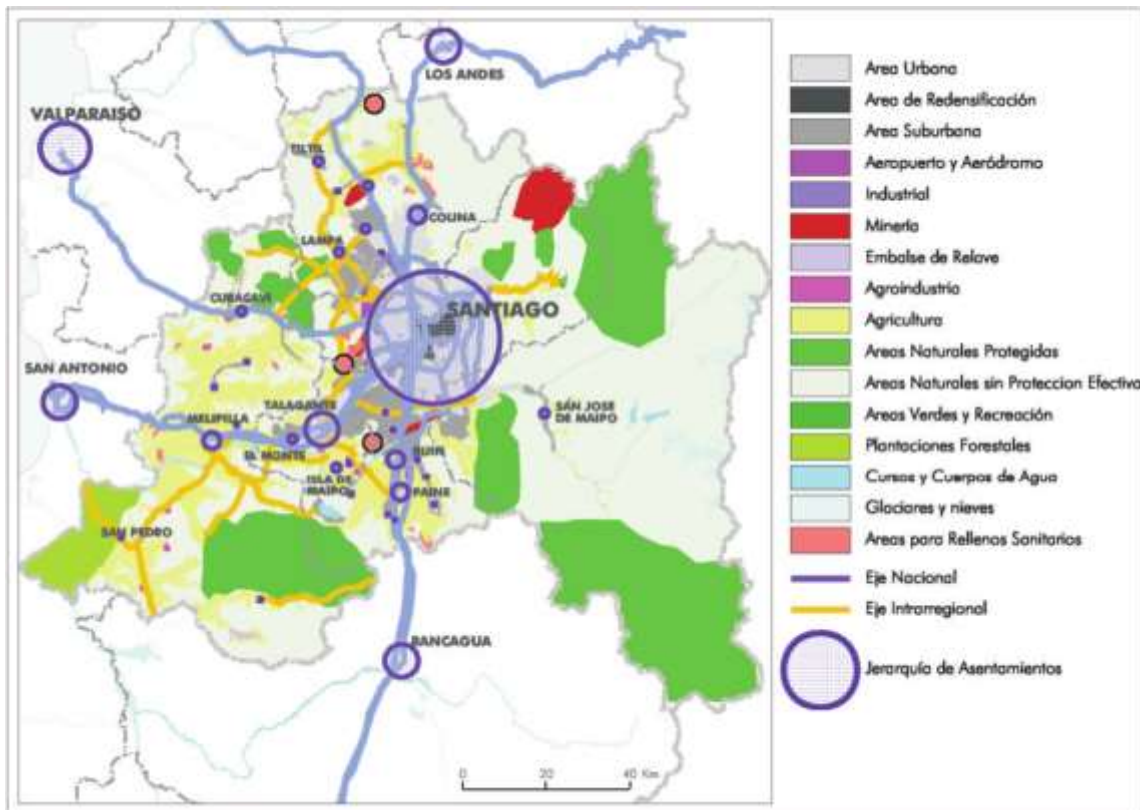 LOS ANDES
VALPARAISO
TILTIL
COLINA
LAMPA
CURACAVI
SANTIAGO
SAN ANTONIO
TALAGANTE
SAN JOSE
DE MAIPO
MELIPILLA
EL MONTE
BUIN
ISLA DE
MAIPO
PAINE
SAN PEDRO
RANCAGUA
0 20 40 Km
Area Urbana
Area de Redensificación
Area Suburbana
Aeropuerto y Aeródromo
Industrial
Minería
Embalse de Relave
Agroindustria
Agricultura
Areas Naturales Protegidas
Areas Naturales sin Proteccion Efectiva
Areas Verdes y Recreación
Plantaciones Forestales
Cursos y Cuerpos de Agua
Glaciares y nieves
Areas para Rellenos Sanitarios
Eje Nacional
Eje Intrarregional
Jerarquía de Asentamientos